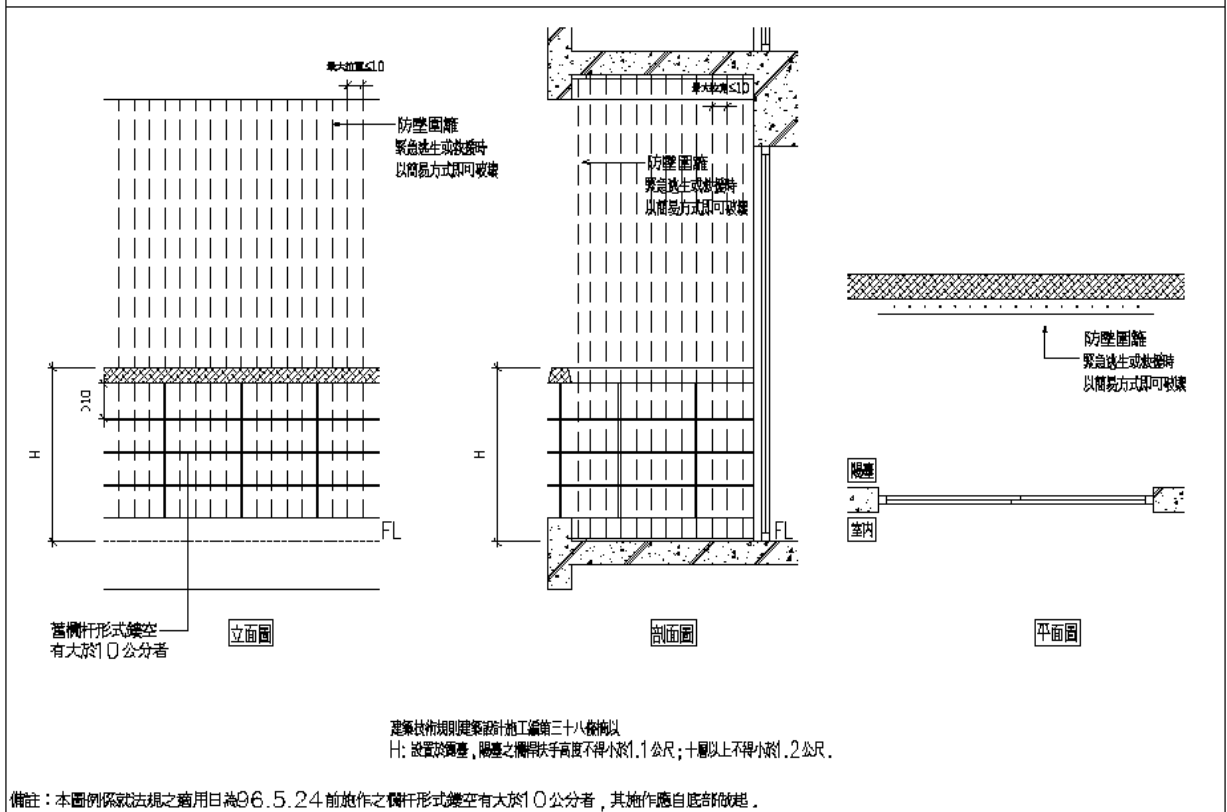 最大拉距≤10
防墜圍籬
緊急逃生或救援時
以簡易方式即可破壞
>10
H
FL
舊欄杆形式鏤空
有大於10公分者
立面圖
最大拉距≤10
防墜圍籬
緊急逃生或救援時
以簡易方式即可破壞
H
FL
剖面圖
防墜圍籬
緊急逃生或救援時
以簡易方式即可破壞
陽臺
室內
平面圖
建築技術規則建築設計施工編第三十八條摘以
H: 設置於露臺,陽臺之欄桿扶手高度不得小於1.1公尺;十層以上不得小於1.2公尺.
備註:本圖例係就法規之適用日為96.5.24前施作之欄杆形式鏤空有大於10公分者,其施作應自底部做起.